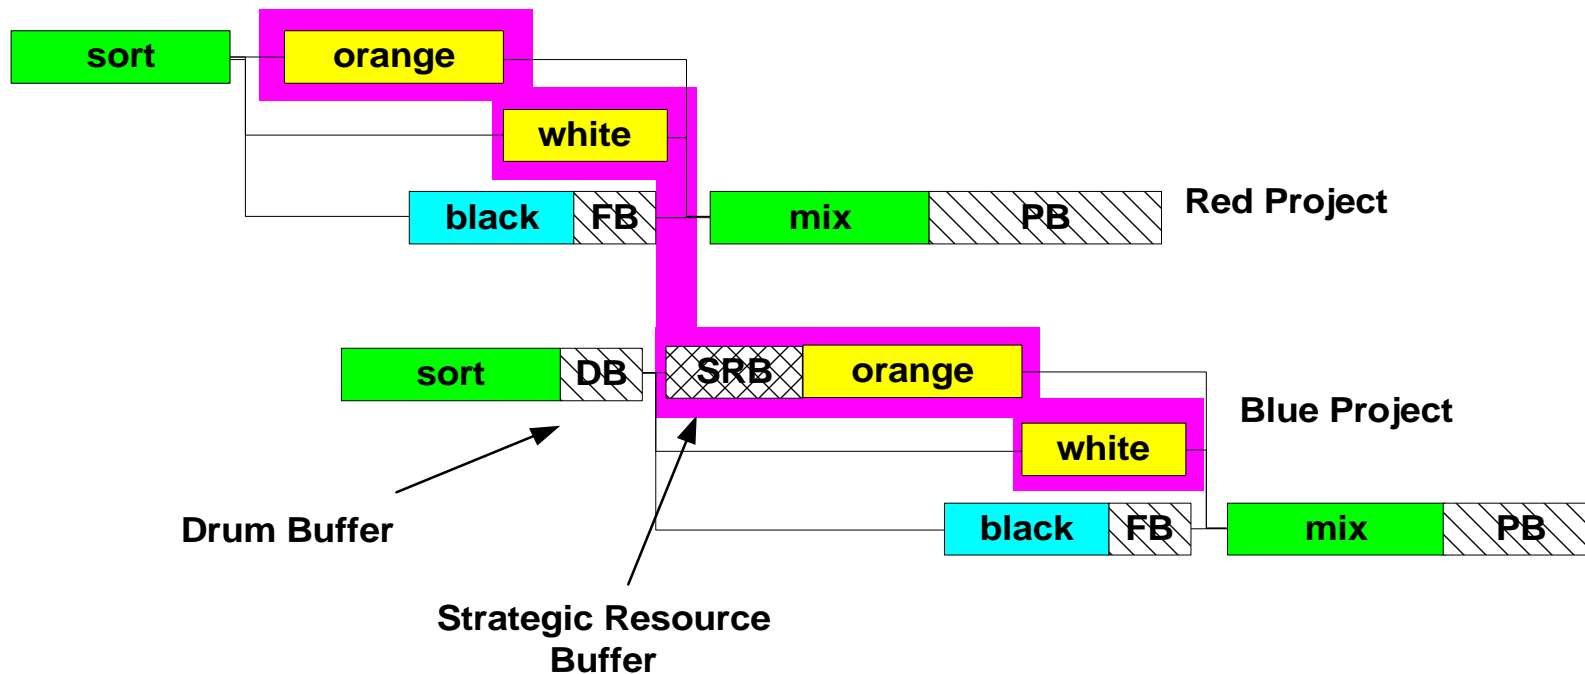 sort
orange
white
black
FB
mix
PB
Red Project
sort
DB
SRB
orange
Blue Project
white
black
FB
mix
PB
Drum Buffer
Strategic Resource
Buffer